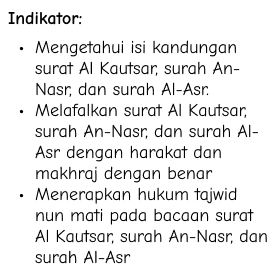 Indikator:
• Mengetahui isi kandungan
surat Al Kautsar, surah An-
Nasr, dan surah Al-Asr.
• Melafalkan surat Al Kautsar,
surah An-Nasr, dan surah Al-
Asr dengan harakat dan
makhraj dengan benar
• Menerapkan hukum tajwid
nun mati pada bacaan surat
Al Kautsar, surah An-Nasr, dan
surah Al-Asr